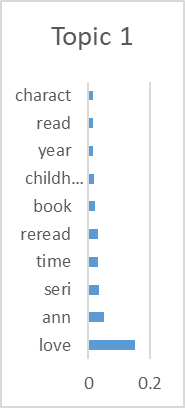 Topic 1
charact
read
year
childh...
book
reread
time
seri
ann
love
0 0.2